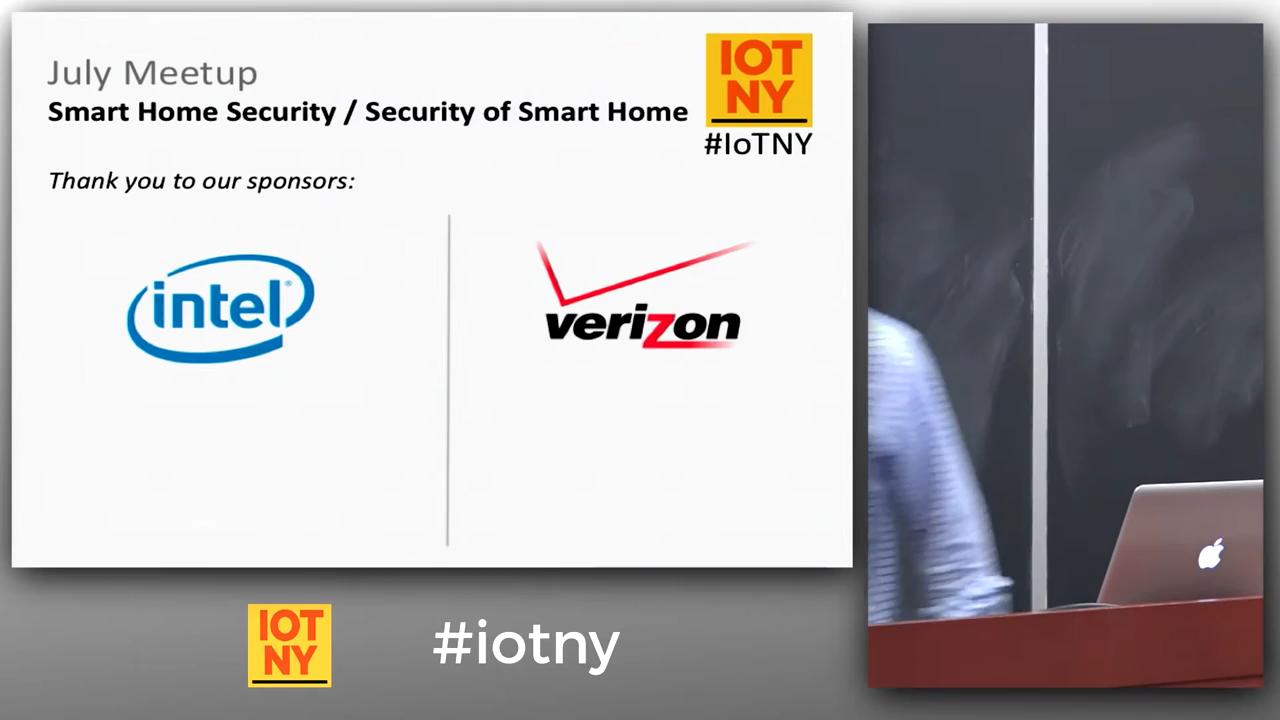 July Meetup
Smart Home Security / Security of Smart Home
IOT
NY
#IoTNY
Thank you to our sponsors:
intel®
verizon
IOT
NY
#iotny